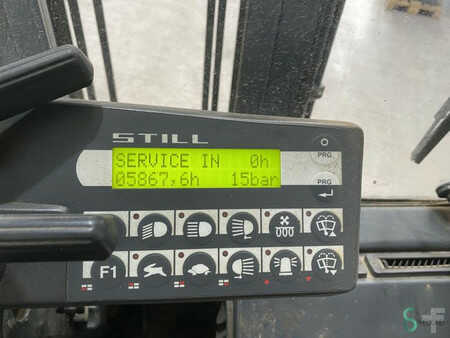 STILL
SERVICE IN 0h
05867,6h 15bar
PRG
PRG
F1